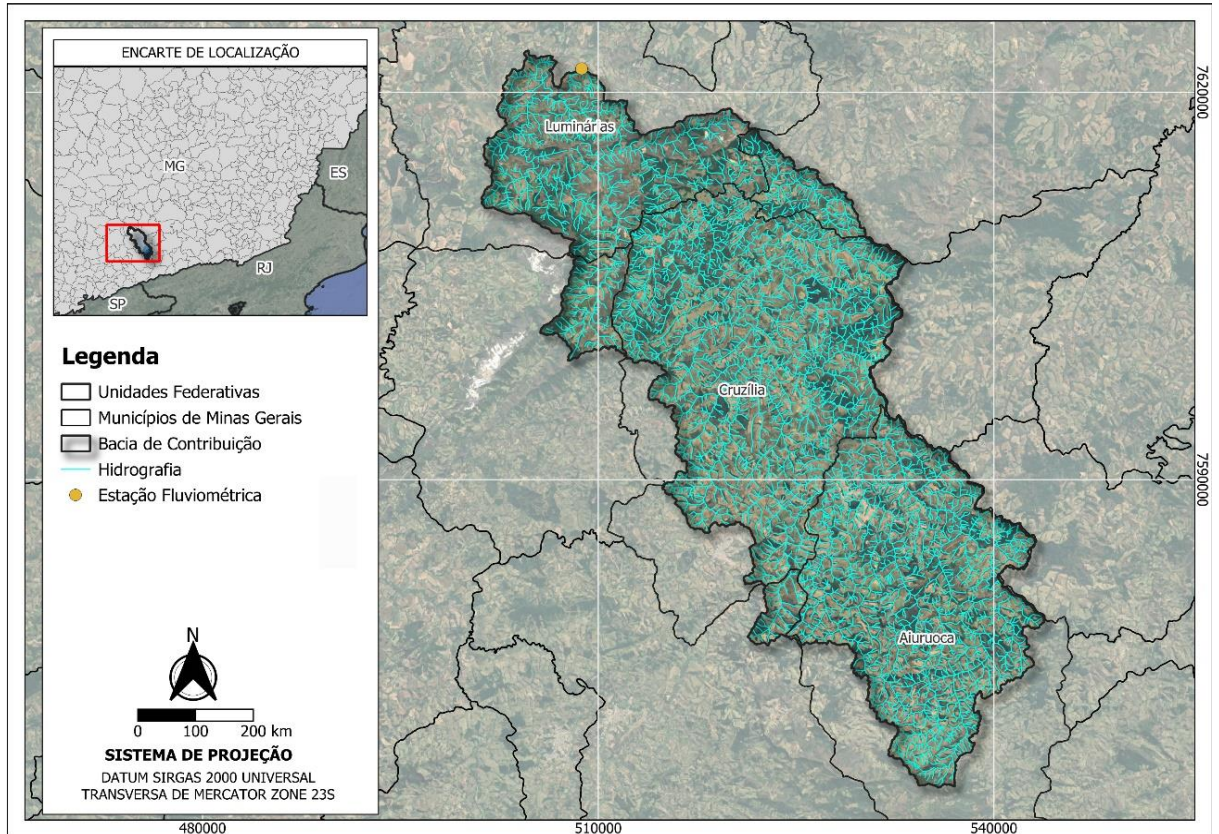 ENCARTE DE LOCALIZAÇÃO
MG
ES
RJ
SP
Legenda
Unidades Federativas
Municípios de Minas Gerais
Bacia de Contribuição
Hidrografia
Estação Fluviométrica
N
0 100 200 km
SISTEMA DE PROJEÇÃO
DATUM SIRGAS 2000 UNIVERSAL
TRANSVERSA DE MERCATOR ZONE 23S
Luminárias
Cruzília
Aiuruoca
7620000
7590000
480000 510000 540000